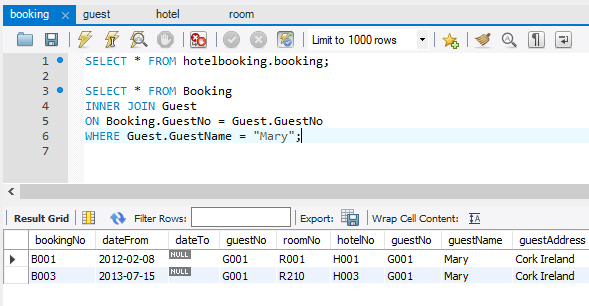 booking x guest hotel room
Limit to 1000 rows
1 SELECT * FROM hotelbooking.booking;
2
3 SELECT * FROM Booking
4 INNER JOIN Guest
5 ON Booking.GuestNo = Guest.GuestNo
6 WHERE Guest.GuestName = "Mary";
7
Result Grid Filter Rows: Export: Wrap Cell Content: IA
bookingNo dateFrom dateTo guestNo roomNo hotelNo guestNo guestName guestAddress
B001 2012-02-08 NULL G001 R001 H001 G001 Mary Cork Ireland
B003 2013-07-15 NULL G001 R210 H003 G001 Mary Cork Ireland